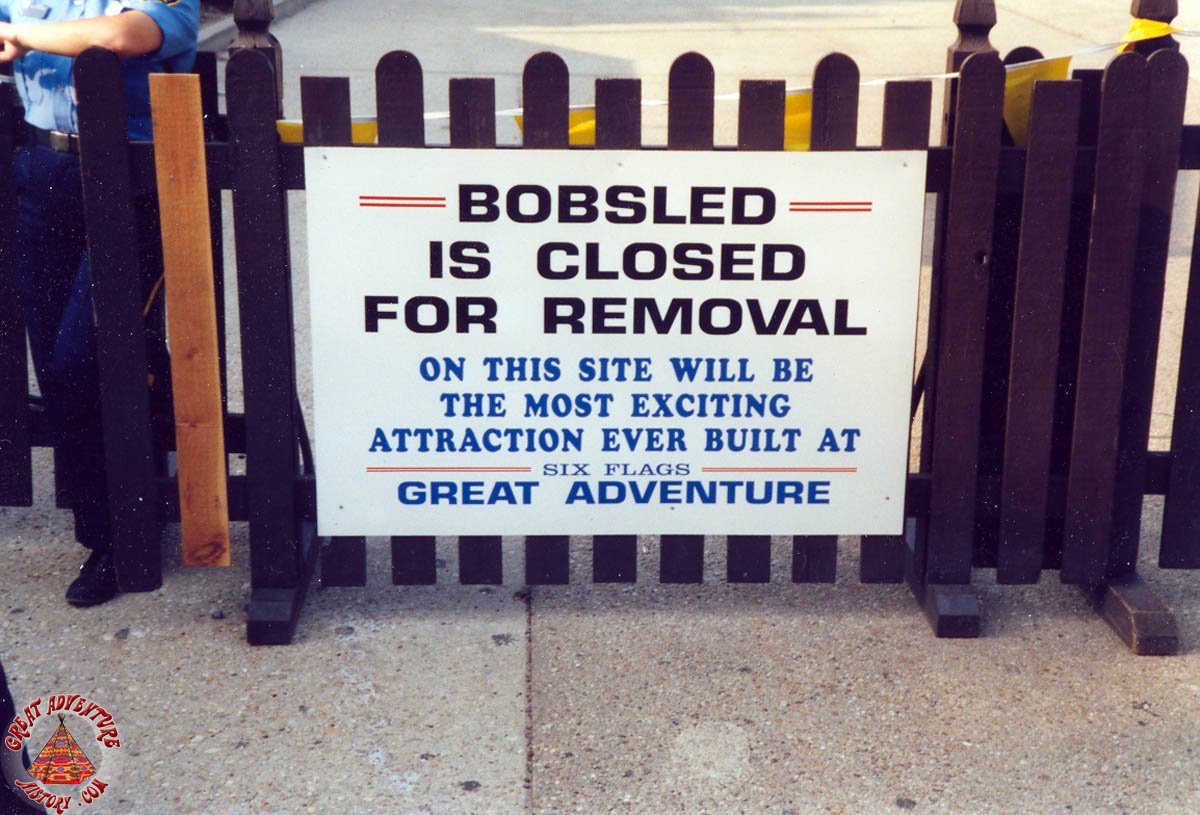 BOBSLED
IS CLOSED
FOR REMOVAL
ON THIS SITE WILL BE
THE MOST EXCITING
ATTRACTION EVER BUILT AT
SIX FLAGS
GREAT ADVENTURE
GREAT ADVENTURE
HISTORY.COM